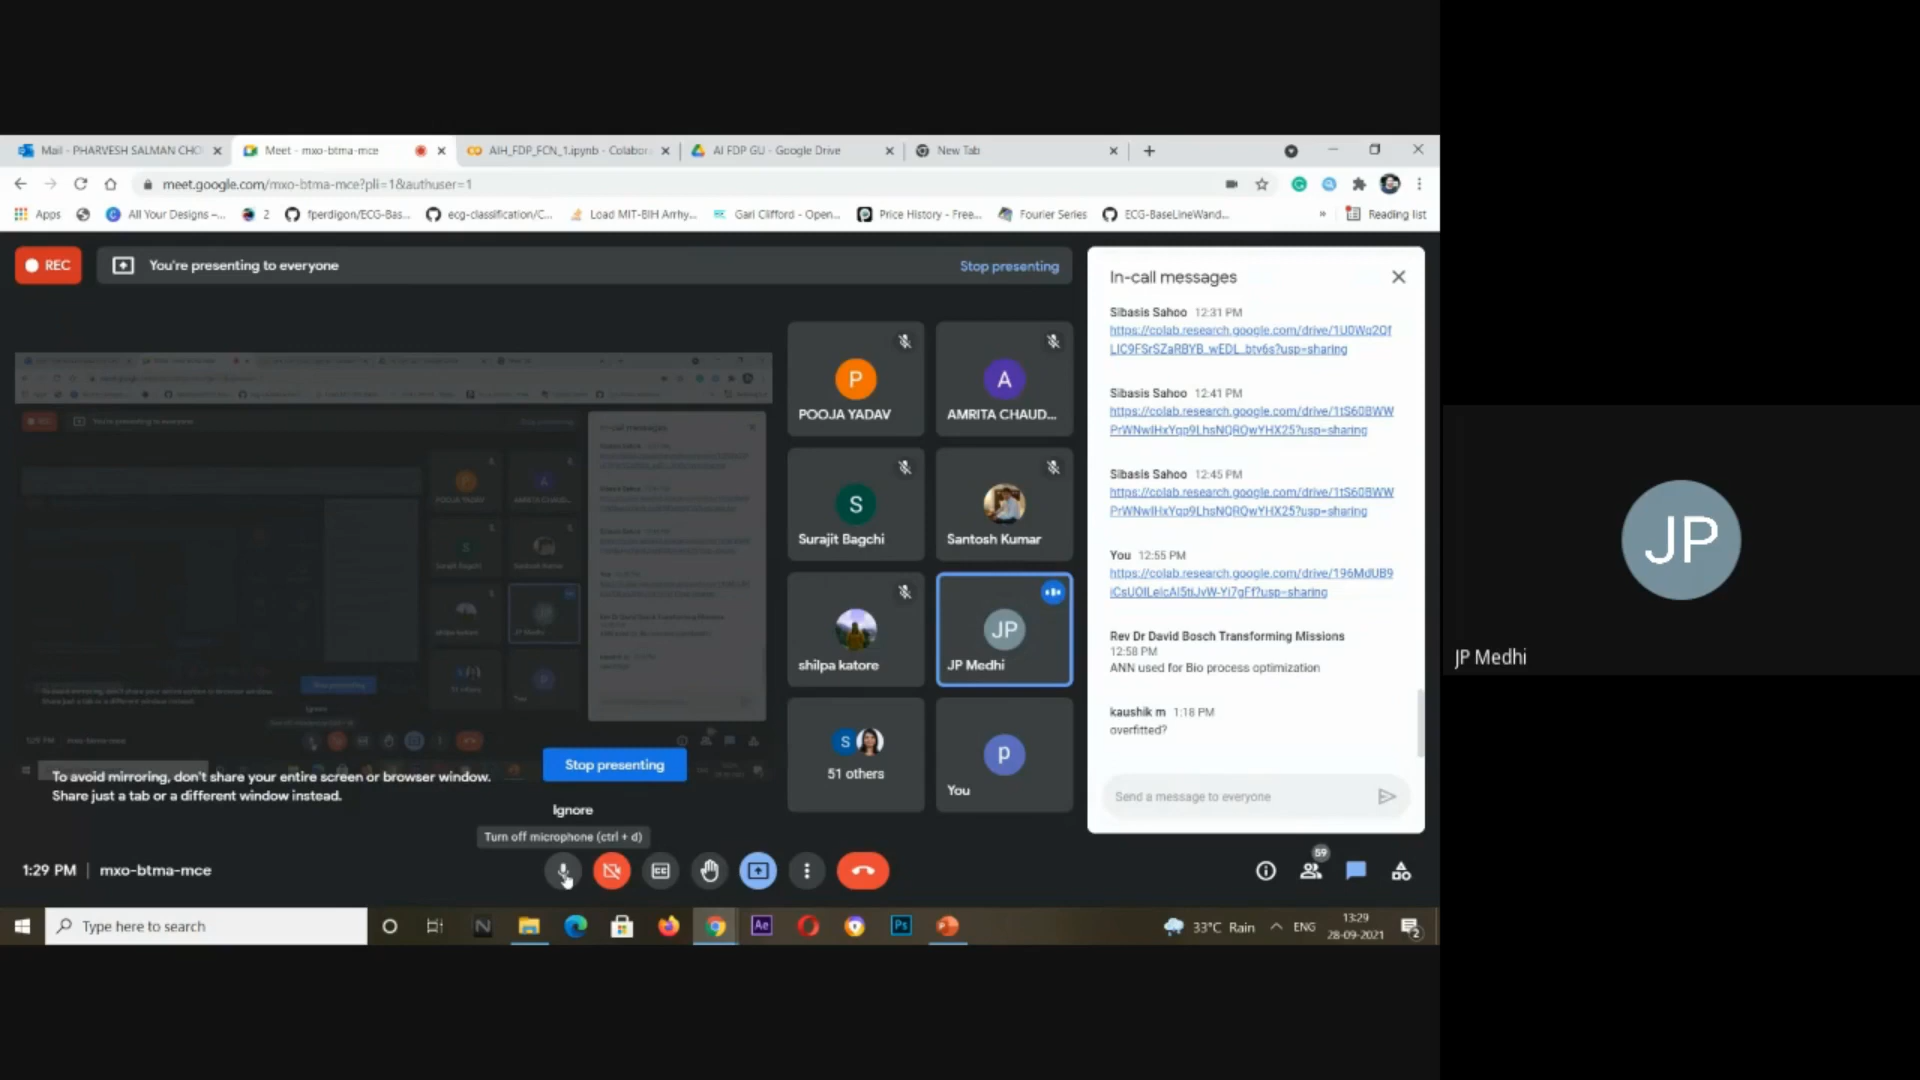 Mail - PHARVESH SALMAN CHO
Meet - mxo-btma-mce
AIH_FDP_FCN_1.ipynb - Colabor
AI FDP GU - Google Drive
New Tab
meet.google.com/mxo-btma-mce?pli=1&authuser=1
Apps
All Your Designs –...
2
fperdigon/ECG-Bas...
ecg-classification/C...
Load MIT-BIH Arrhy...
Gari Clifford - Open...
Price History - Free...
Fourier Series
ECG-BaseLineWand...
»
Reading list
REC
You're presenting to everyone
Stop presenting
In-call messages
Sibasis Sahoo 12:31 PM
Sibasis Sahoo 12:41 PM
Sibasis Sahoo 12:45 PM
You 12:55 PM
Rev Dr David Bosch Transforming Missions
12:58 PM
ANN used for Bio process optimization
kaushik m 1:18 PM
overfitted?
Send a message to everyone
P
POOJA YADAV
A
AMRITA CHAUD...
S
Surajit Bagchi
Santosh Kumar
shilpa katore
JP
JP Medhi
S
51 others
p
You
To avoid mirroring, don't share your entire screen or browser window.
Share just a tab or a different window instead.
Stop presenting
Ignore
Turn off microphone (ctrl + d)
1:29 PM | mxo-btma-mce
CC
59
Type here to search
N
Ae
Ps
33°C Rain
ENG
13:29
28-09-2021
2
JP
JP Medhi